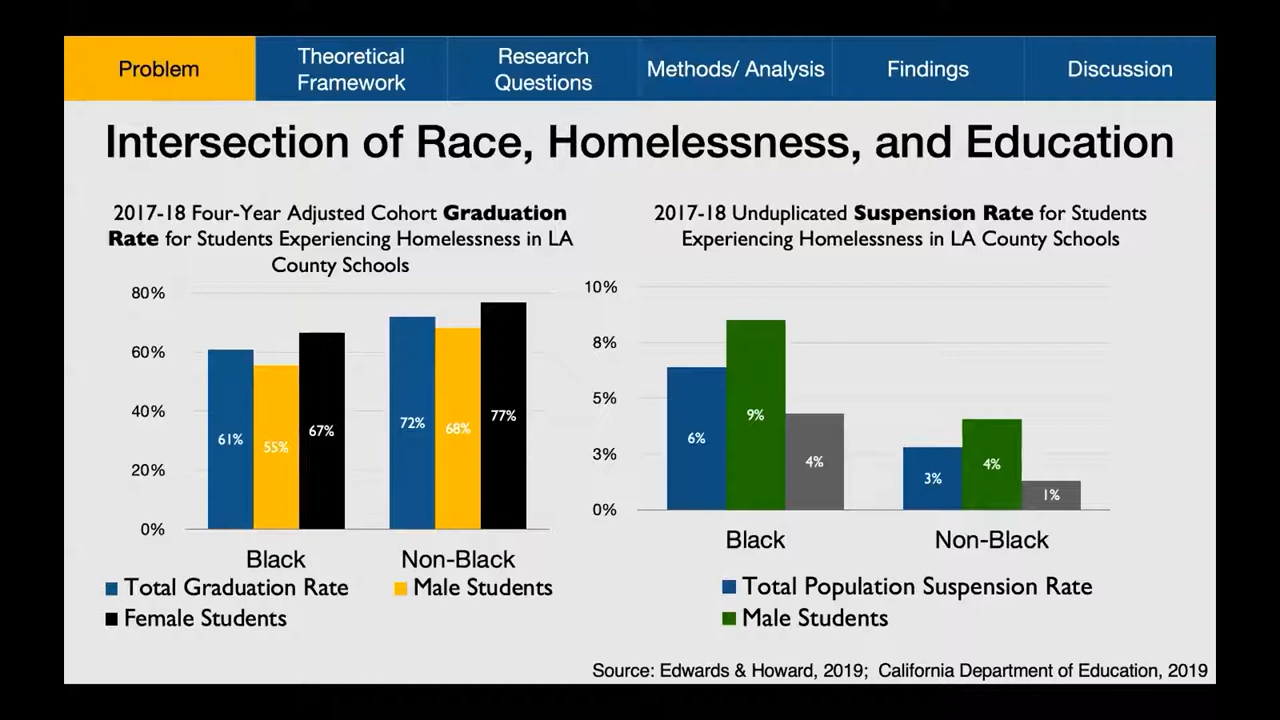 Problem
Theoretical
Framework
Research
Questions
Methods/ Analysis
Findings
Discussion
Intersection of Race, Homelessness, and Education
2017-18 Four-Year Adjusted Cohort Graduation
Rate for Students Experiencing Homelessness in LA
County Schools
80%
60%
40%
20%
0%
61%
55%
67%
72%
68%
77%
Black
Non-Black
Total Graduation Rate
Male Students
Female Students
2017-18 Unduplicated Suspension Rate for Students
Experiencing Homelessness in LA County Schools
10%
8%
5%
3%
0%
6%
9%
4%
3%
4%
1%
Black
Non-Black
Total Population Suspension Rate
Male Students
Source: Edwards & Howard, 2019; California Department of Education, 2019